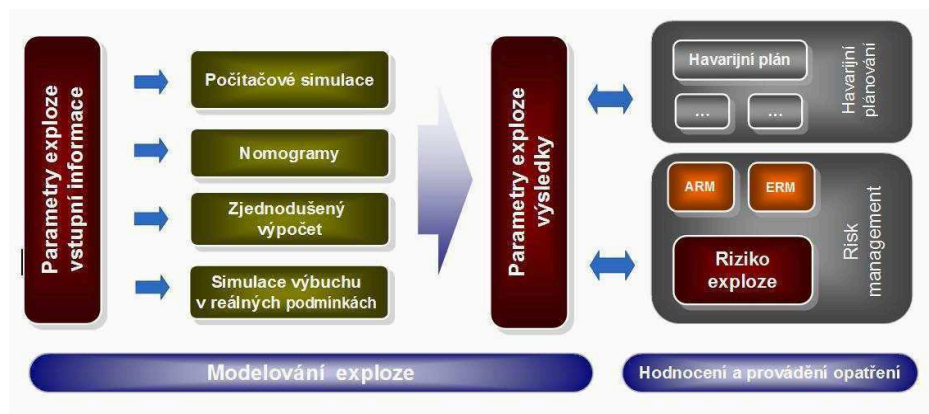 Parametry exploze
vstupní informace
Počítačové simulace
Nomogramy
Zjednodušený
výpočet
Simulace výbuchu
v reálných podmínkách
Parametry exploze
výsledky
Havarijní plán
...
...
Havarijní
plánování
ARM
ERM
Riziko
exploze
Risk
management
Modelování exploze
Hodnocení a provádění opatření